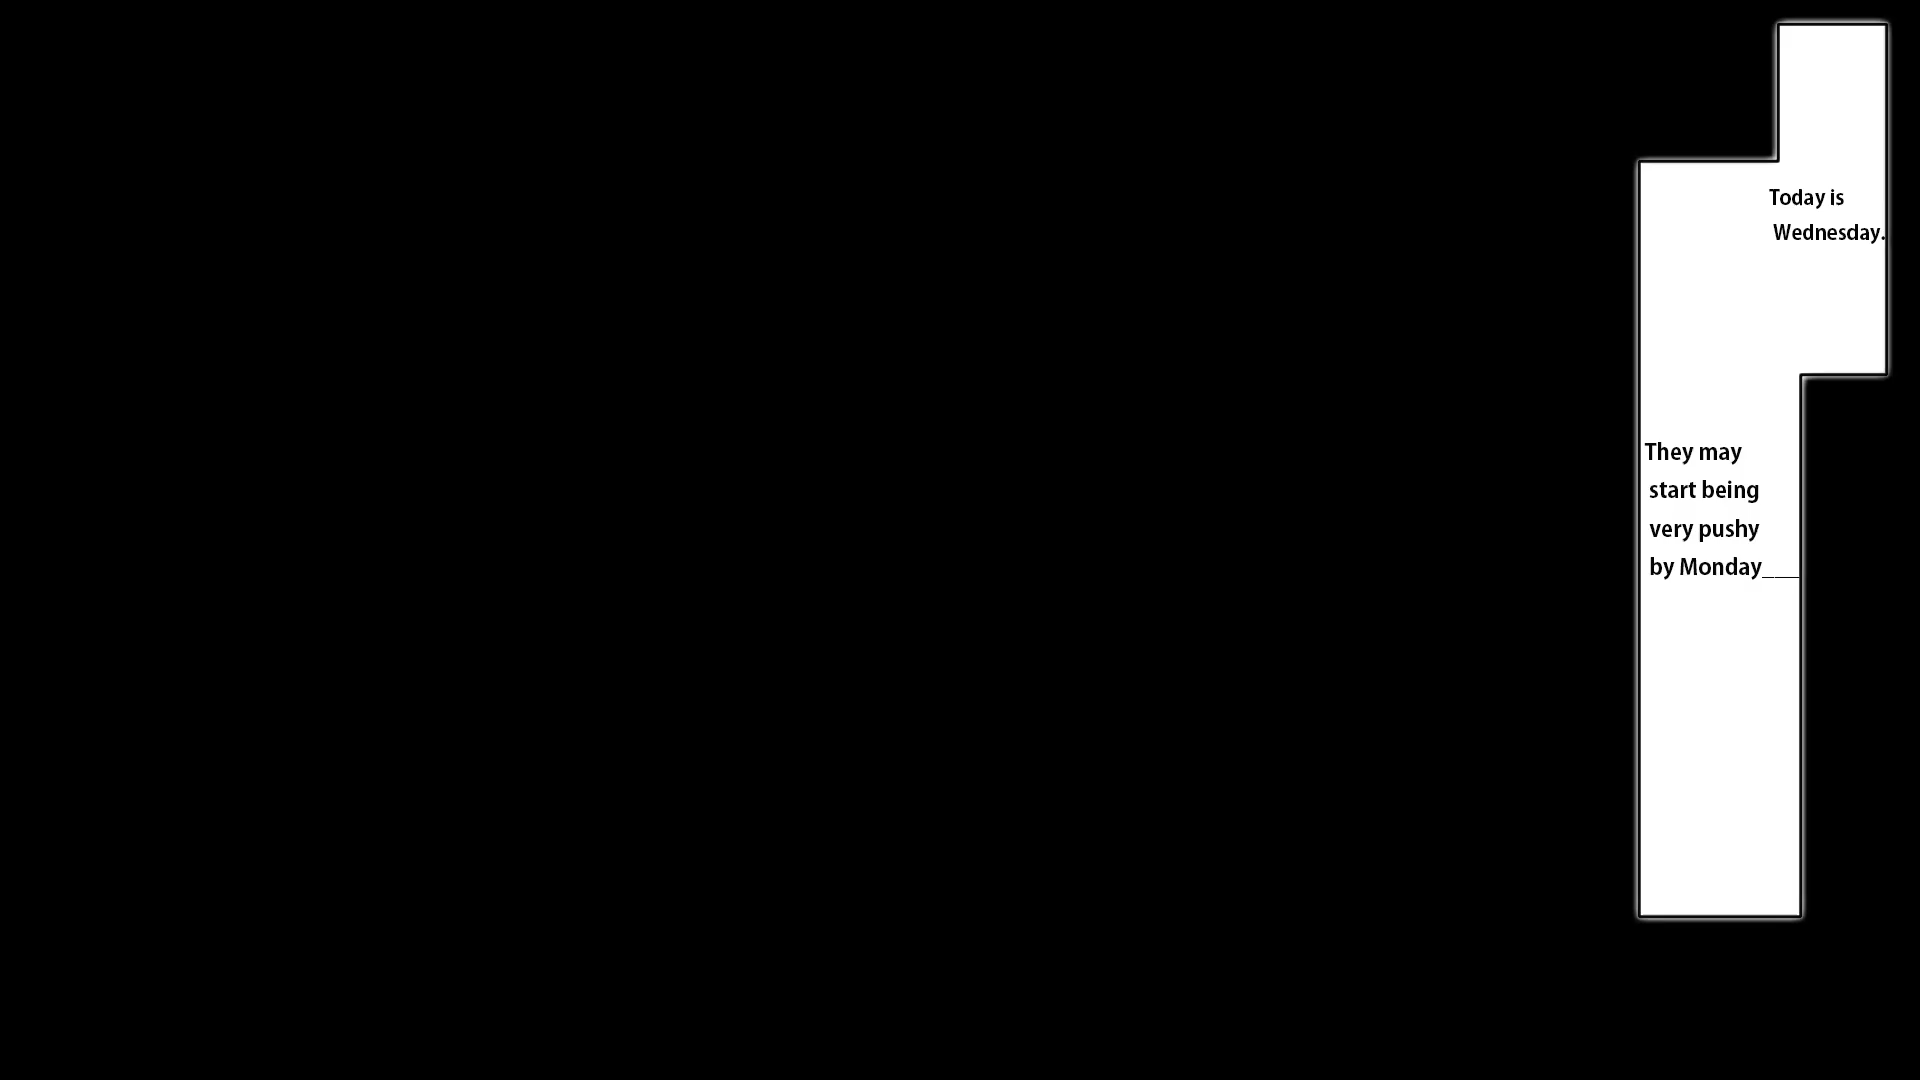 Today is
Wednesday.
They may
start being
very pushy
by Monday___